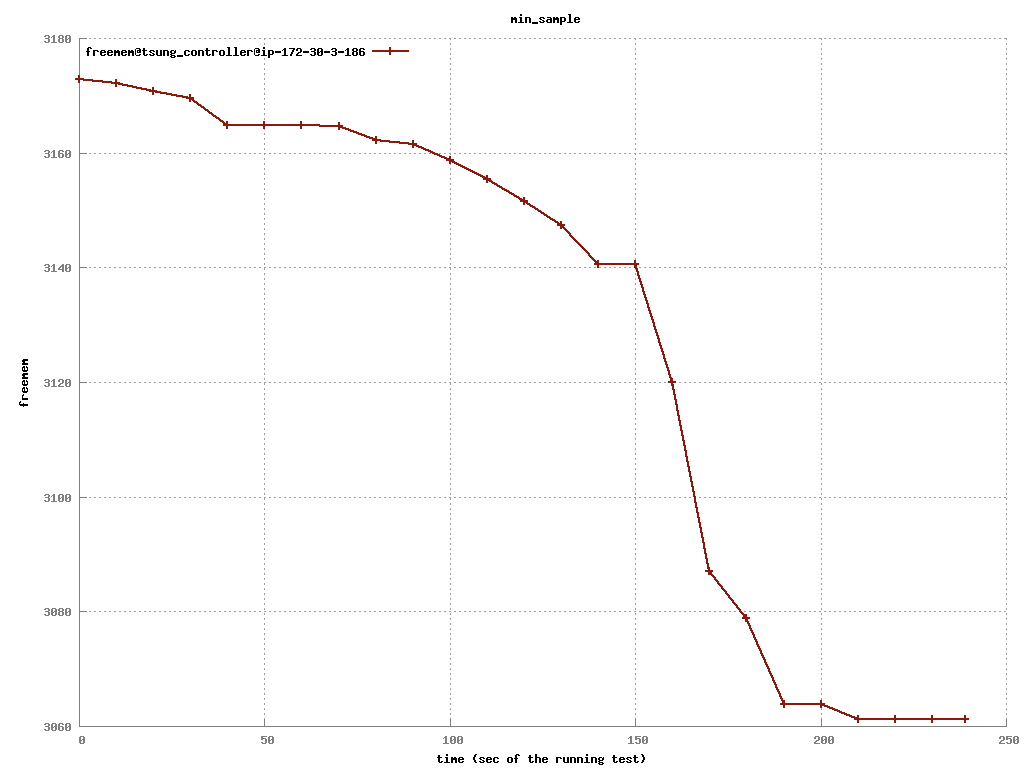 min_sample
3180
freemem@tsung_controller@ip-172-30-3-186
3160
3140
3120
freemem
3100
3080
3060
0 50 100 150 200 250
time (sec of the running test)